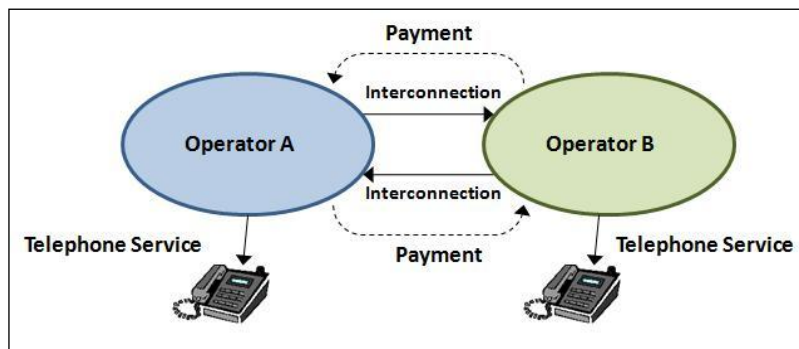 Payment
Interconnection
Operator A
Operator B
Interconnection
Telephone Service
Telephone Service
Payment